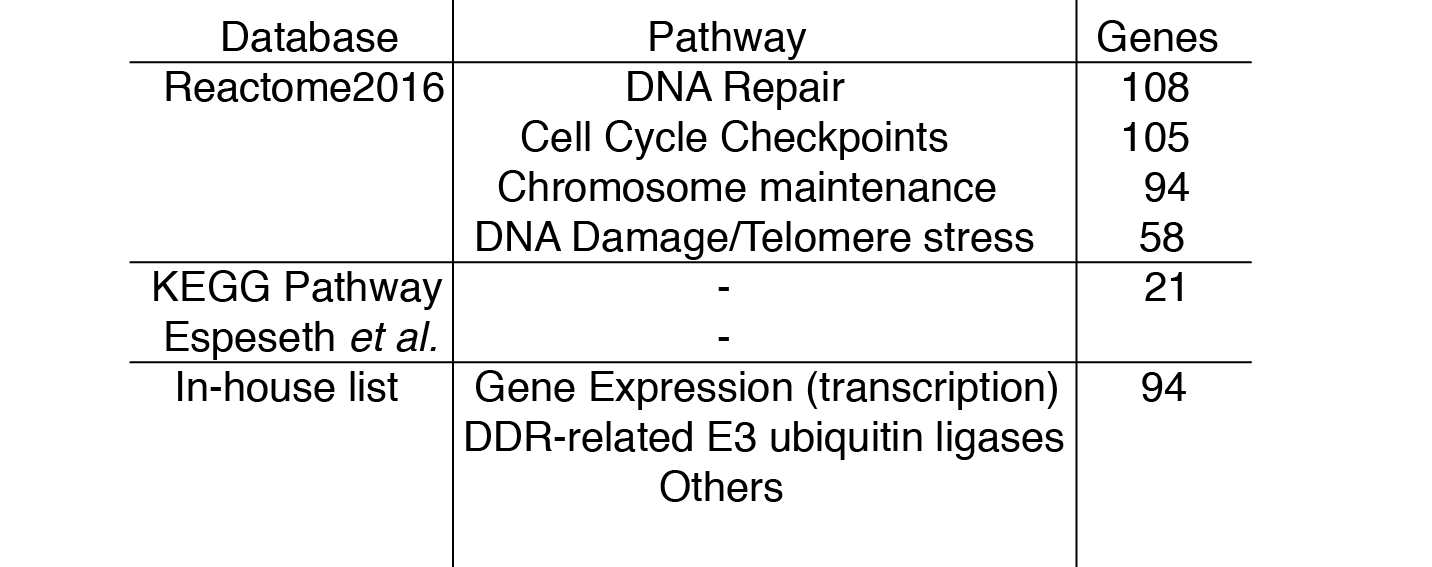 Database Pathway Genes
Reactome2016 DNA Repair 108
Cell Cycle Checkpoints 105
Chromosome maintenance 94
DNA Damage/Telomere stress 58
KEGG Pathway - 21
Espeseth et al. -
In-house list Gene Expression (transcription) 94
DDR-related E3 ubiquitin ligases
Others